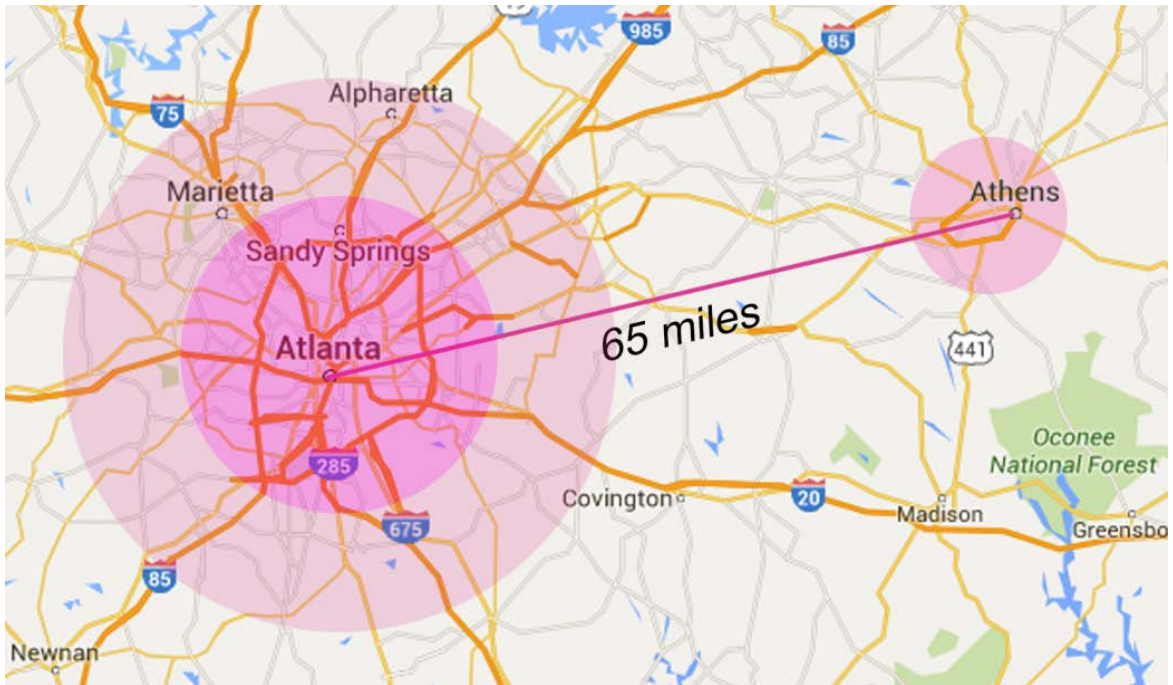 985
85
75
Alpharetta
Marietta
Athens
Sandy Springs
65 miles
Atlanta
441
Oconee
National Forest
285
Covington
20
Madison
675
Greensbo
85
Newnan